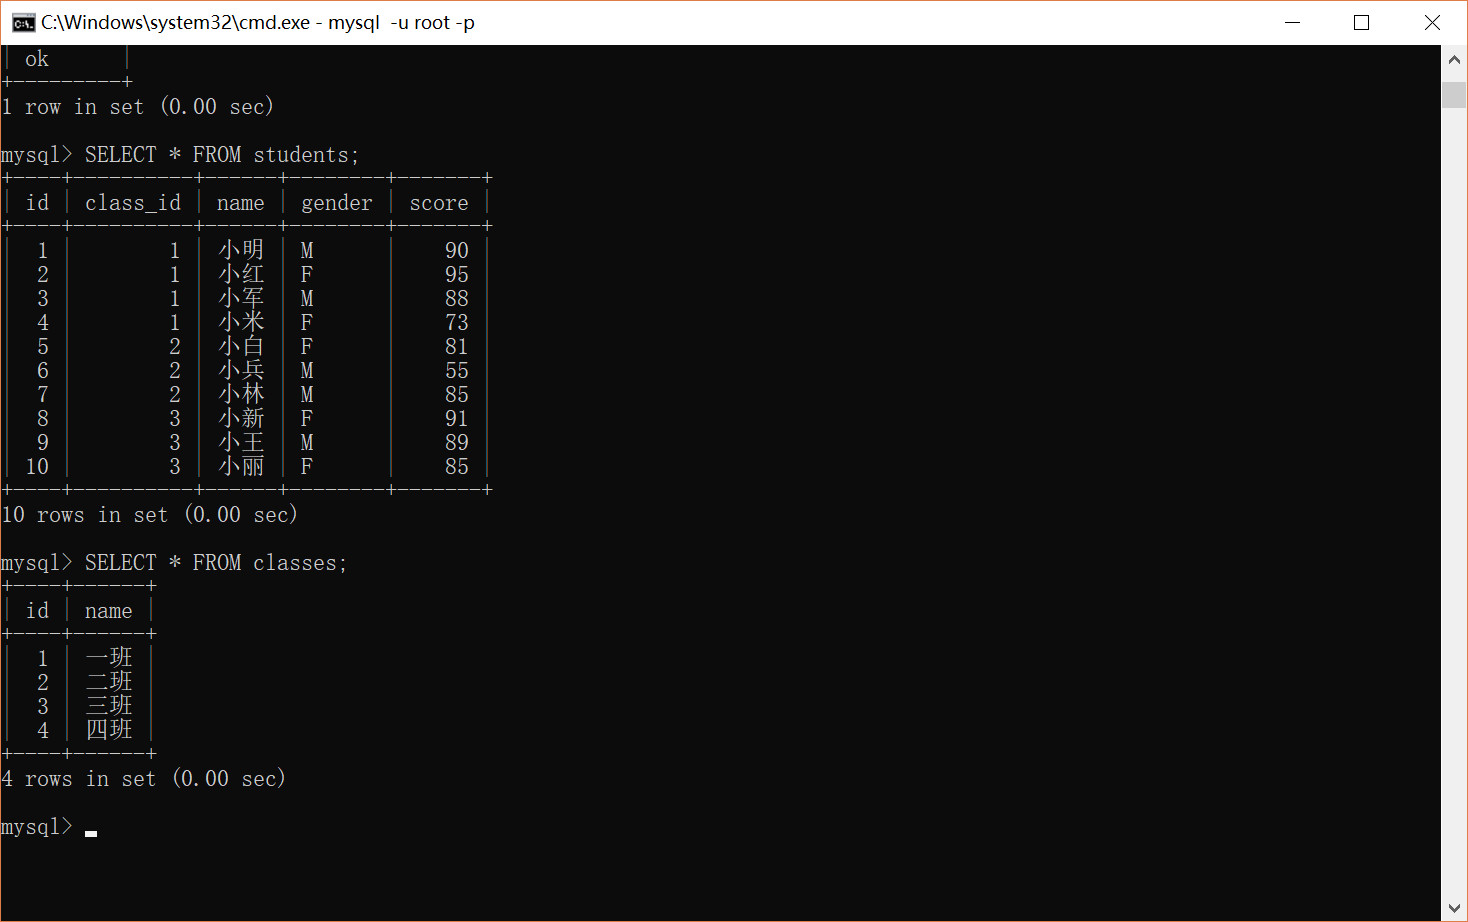 C:\Windows\system32\cmd.exe - mysql  -u root -p
| ok      |
+---------+
1 row in set (0.00 sec)
mysql> SELECT * FROM students;
+----+----------+------+--------+-------+
| id | class_id | name | gender | score |
+----+----------+------+--------+-------+
|  1 |        1 | 小明 | M      |    90 |
|  2 |        1 | 小红 | F      |    95 |
|  3 |        1 | 小军 | M      |    88 |
|  4 |        1 | 小米 | F      |    73 |
|  5 |        2 | 小白 | F      |    81 |
|  6 |        2 | 小兵 | M      |    55 |
|  7 |        2 | 小林 | M      |    85 |
|  8 |        3 | 小新 | F      |    91 |
|  9 |        3 | 小王 | M      |    89 |
| 10 |        3 | 小丽 | F      |    85 |
+----+----------+------+--------+-------+
10 rows in set (0.00 sec)
mysql> SELECT * FROM classes;
+----+------+
| id | name |
+----+------+
|  1 | 一班 |
|  2 | 二班 |
|  3 | 三班 |
|  4 | 四班 |
+----+------+
4 rows in set (0.00 sec)
mysql>